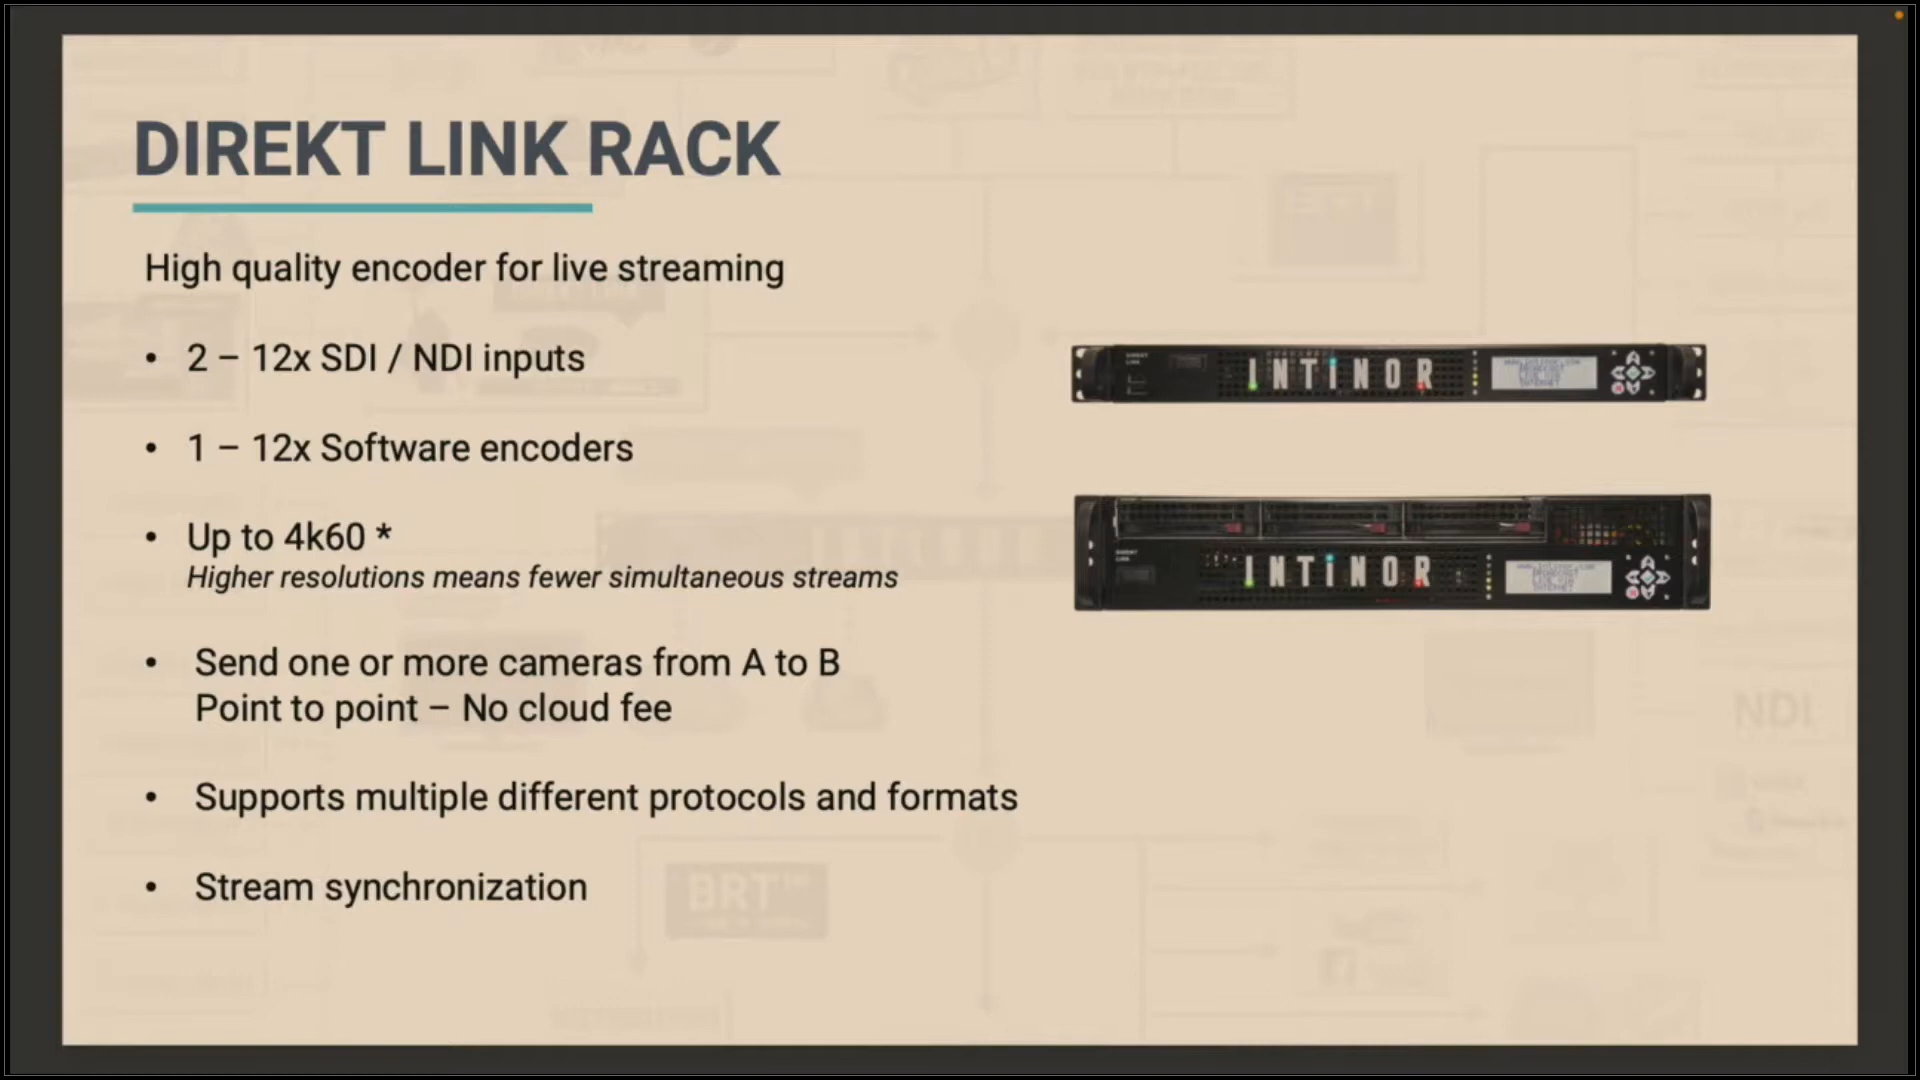 DIREKT LINK RACK
High quality encoder for live streaming
• 2 – 12x SDI / NDI inputs
• 1 – 12x Software encoders
• Up to 4k60 *
Higher resolutions means fewer simultaneous streams
• Send one or more cameras from A to B
Point to point – No cloud fee
• Supports multiple different protocols and formats
• Stream synchronization
INTINOR
INTINOR
NDI
BRT™